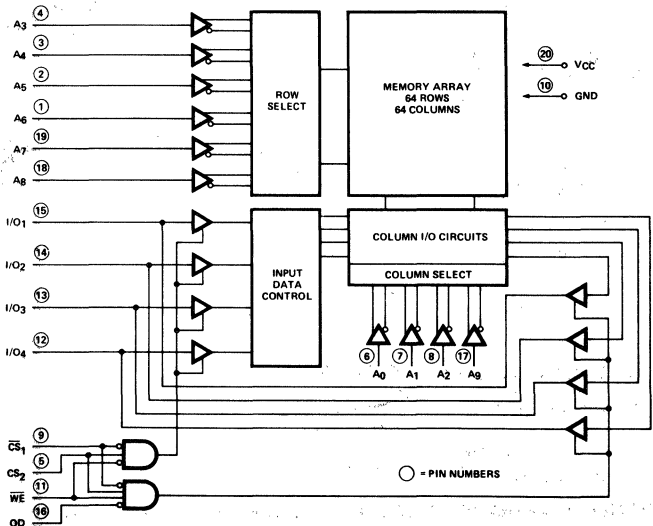 ④
A3
③
A4
②
A5
①
A6
⑲
A7
⑱
A8
ROW
SELECT
MEMORY ARRAY
64 ROWS
64 COLUMNS
⑳
VCC
⑩
GND
⑮
I/O1
⑭
I/O2
⑬
I/O3
⑫
I/O4
INPUT
DATA
CONTROL
COLUMN I/O CIRCUITS
COLUMN SELECT
⑥ ⑦ ⑧ ⑰
A0 A1 A2 A9
⑨
C̅S̅1
⑤
CS2
⑪
W̅E̅
⑯
OD
◯ = PIN NUMBERS